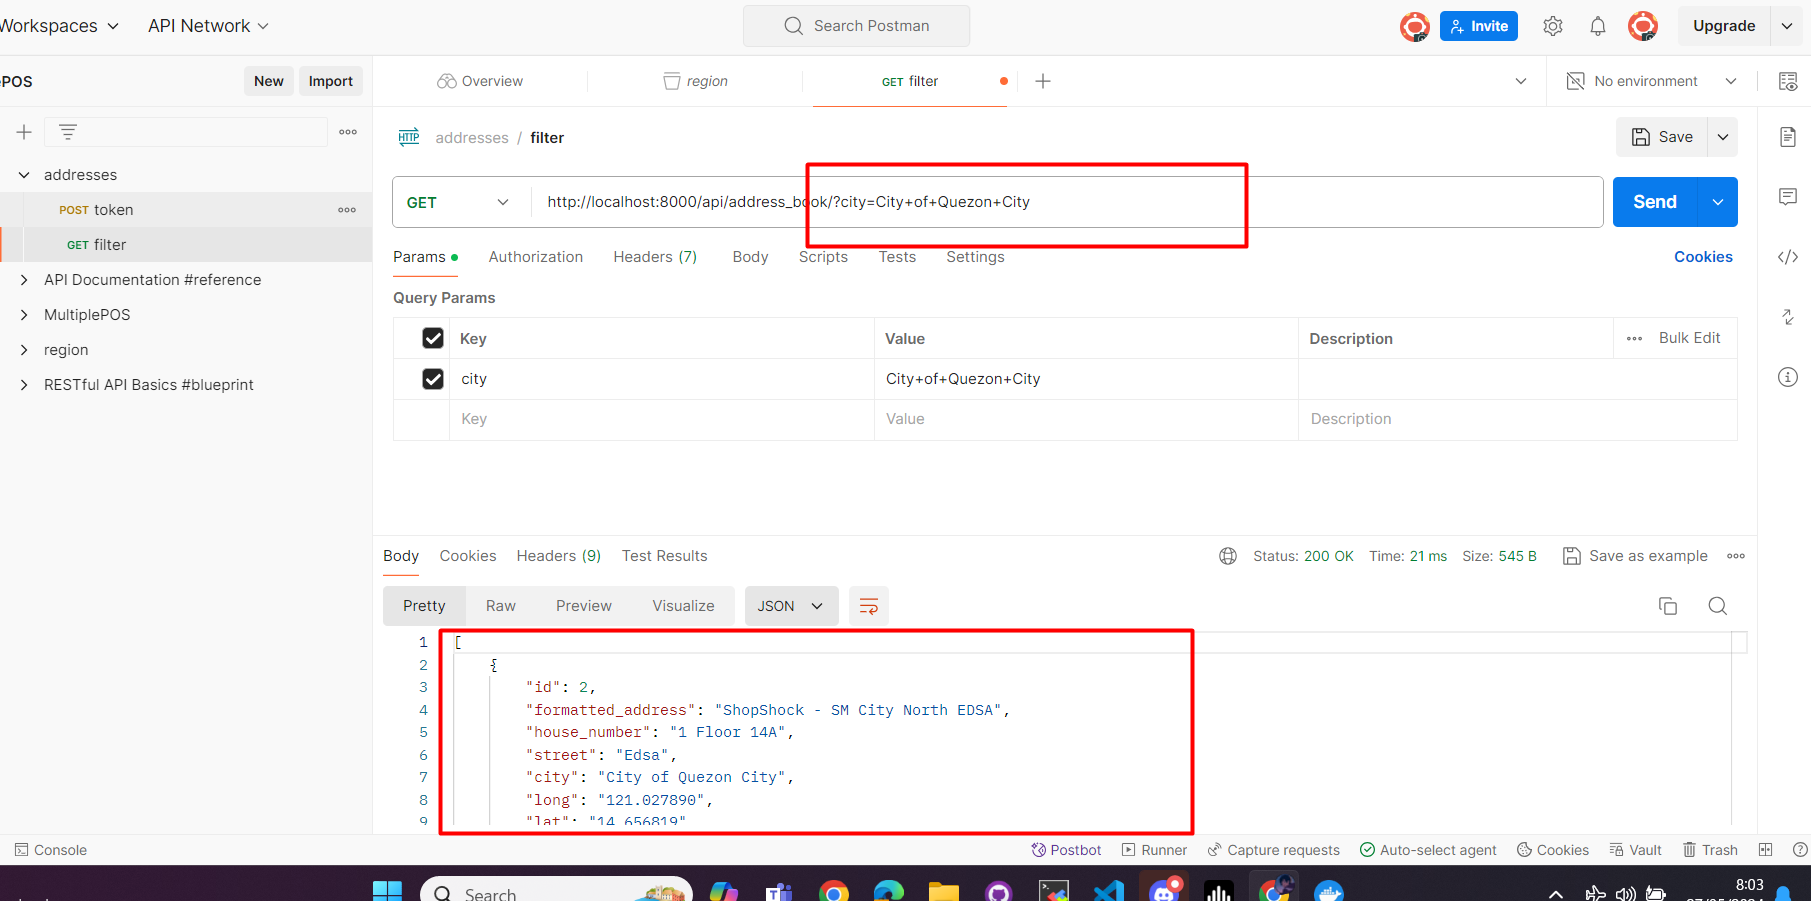 Workspaces
API Network
Search Postman
Invite
Upgrade
POS
New
Import
Overview
region
GET filter
No environment
addresses
POST token
GET filter
API Documentation #reference
MultiplePOS
region
RESTful API Basics #blueprint
HTTP addresses / filter
Save
GET
http://localhost:8000/api/address_book/?city=City+of+Quezon+City
Send
Params
Authorization
Headers (7)
Body
Scripts
Tests
Settings
Cookies
Query Params
Key
Value
Description
Bulk Edit
city
City+of+Quezon+City
Key
Value
Description
Body
Cookies
Headers (9)
Test Results
Status: 200 OK
Time: 21 ms
Size: 545 B
Save as example
Pretty
Raw
Preview
Visualize
JSON
1 [
2 {
3 "id": 2,
4 "formatted_address": "ShopShock - SM City North EDSA",
5 "house_number": "1 Floor 14A",
6 "street": "Edsa",
7 "city": "City of Quezon City",
8 "long": "121.027890",
9 "lat": "14.656819"
Console
Postbot
Runner
Capture requests
Auto-select agent
Cookies
Vault
Trash
Search
8:03